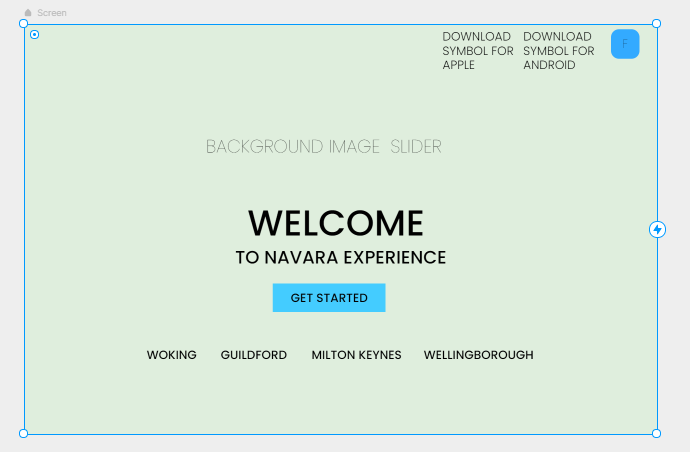 Screen
DOWNLOAD
SYMBOL FOR
APPLE
DOWNLOAD
SYMBOL FOR
ANDROID
F
BACKGROUND IMAGE SLIDER
WELCOME
TO NAVARA EXPERIENCE
GET STARTED
WOKING GUILDFORD MILTON KEYNES WELLINGBOROUGH